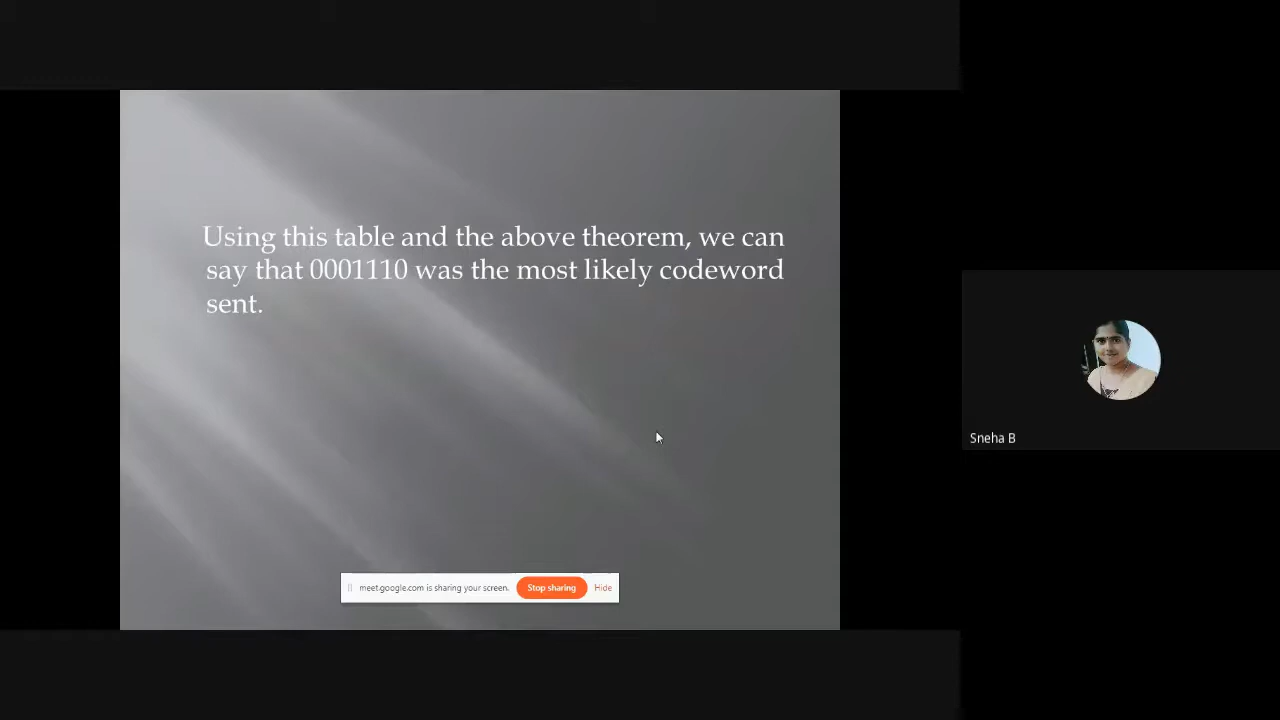 Using this table and the above theorem, we can
say that 0001110 was the most likely codeword
sent.
meet.google.com is sharing your screen. Stop sharing Hide
Sneha B